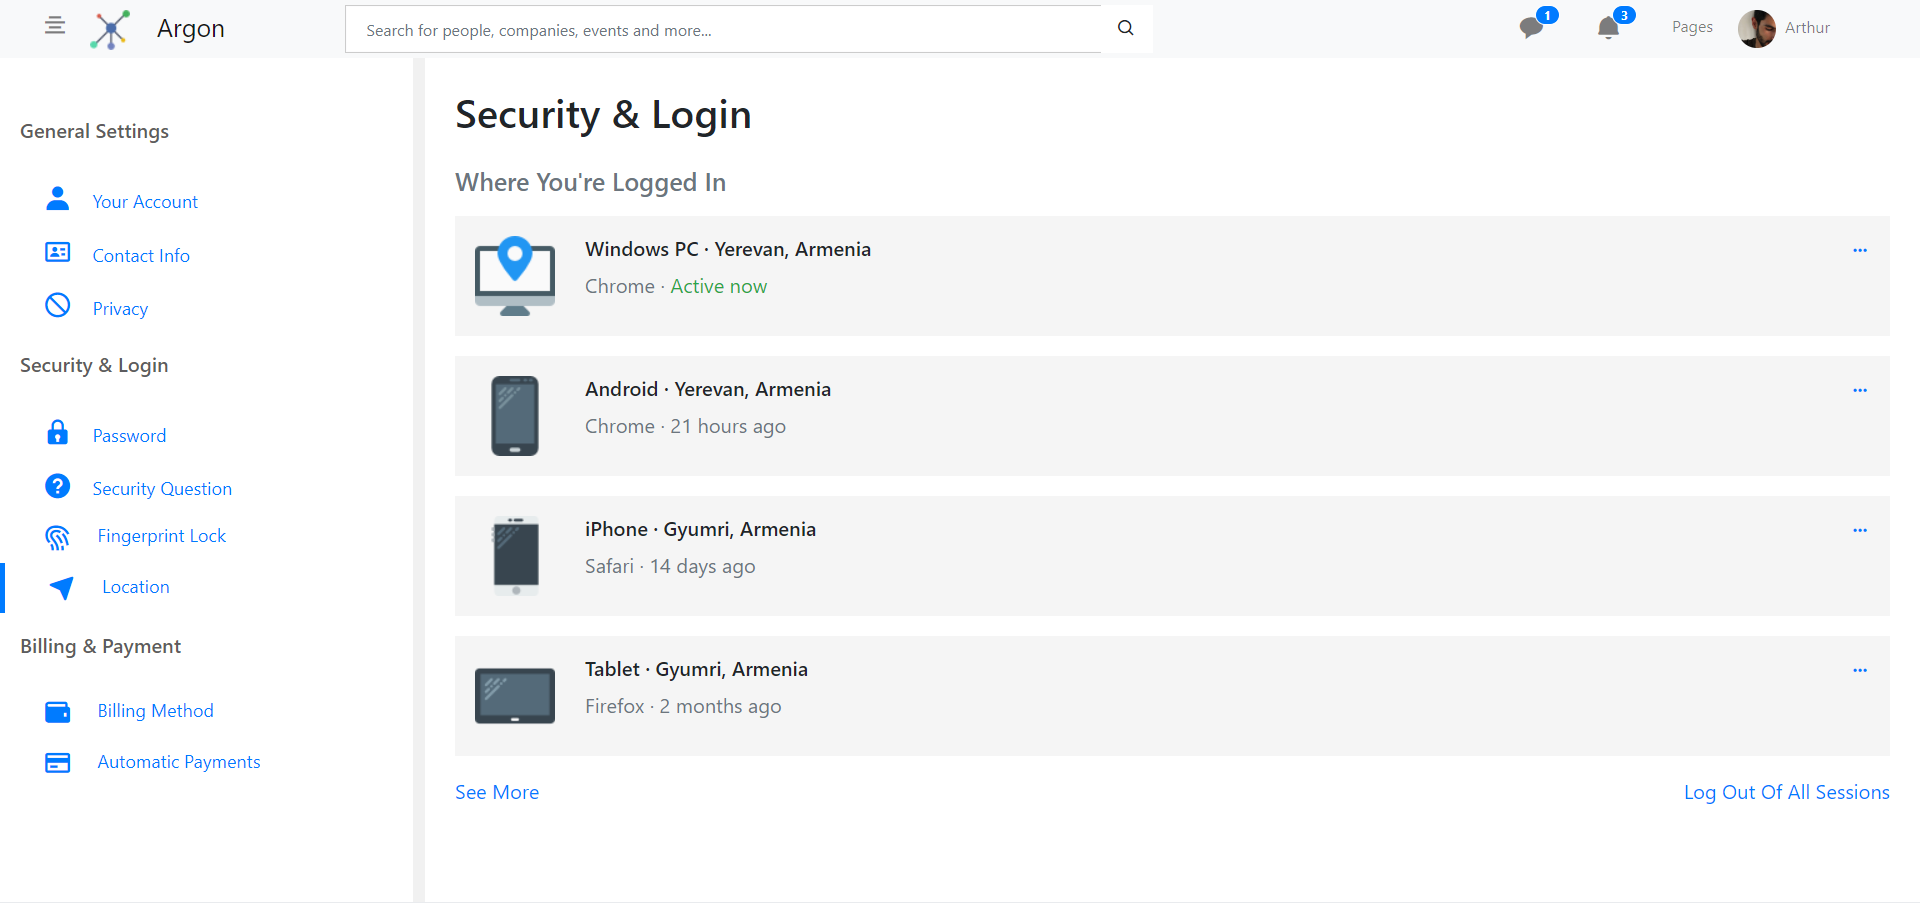 Argon
Search for people, companies, events and more...
1
3
Pages
Arthur
General Settings
Your Account
Contact Info
Privacy
Security & Login
Password
Security Question
Fingerprint Lock
Location
Billing & Payment
Billing Method
Automatic Payments
Security & Login
Where You're Logged In
Windows PC · Yerevan, Armenia
Chrome · Active now
Android · Yerevan, Armenia
Chrome · 21 hours ago
iPhone · Gyumri, Armenia
Safari · 14 days ago
Tablet · Gyumri, Armenia
Firefox · 2 months ago
See More
Log Out Of All Sessions